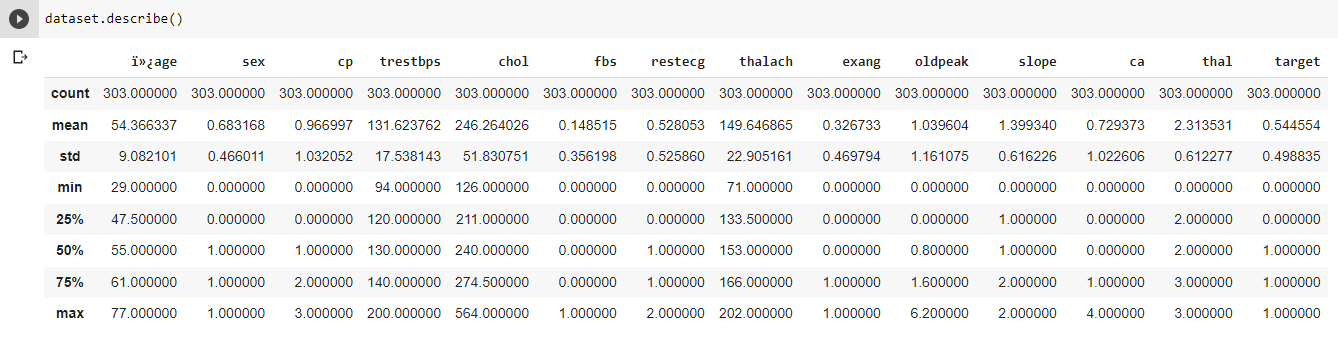 dataset.describe()
ï»¿age sex cp trestbps chol fbs restecg thalach exang oldpeak slope ca thal target
count 303.000000 303.000000 303.000000 303.000000 303.000000 303.000000 303.000000 303.000000 303.000000 303.000000 303.000000 303.000000 303.000000 303.000000
mean 54.366337 0.683168 0.966997 131.623762 246.264026 0.148515 0.528053 149.646865 0.326733 1.039604 1.399340 0.729373 2.313531 0.544554
std 9.082101 0.466011 1.032052 17.538143 51.830751 0.356198 0.525860 22.905161 0.469794 1.161075 0.616226 1.022606 0.612277 0.498835
min 29.000000 0.000000 0.000000 94.000000 126.000000 0.000000 0.000000 71.000000 0.000000 0.000000 0.000000 0.000000 0.000000 0.000000
25% 47.500000 0.000000 0.000000 120.000000 211.000000 0.000000 0.000000 133.500000 0.000000 0.000000 1.000000 0.000000 2.000000 0.000000
50% 55.000000 1.000000 1.000000 130.000000 240.000000 0.000000 1.000000 153.000000 0.000000 0.800000 1.000000 0.000000 2.000000 1.000000
75% 61.000000 1.000000 2.000000 140.000000 274.500000 0.000000 1.000000 166.000000 1.000000 1.600000 2.000000 1.000000 3.000000 1.000000
max 77.000000 1.000000 3.000000 200.000000 564.000000 1.000000 2.000000 202.000000 1.000000 6.200000 2.000000 4.000000 3.000000 1.000000